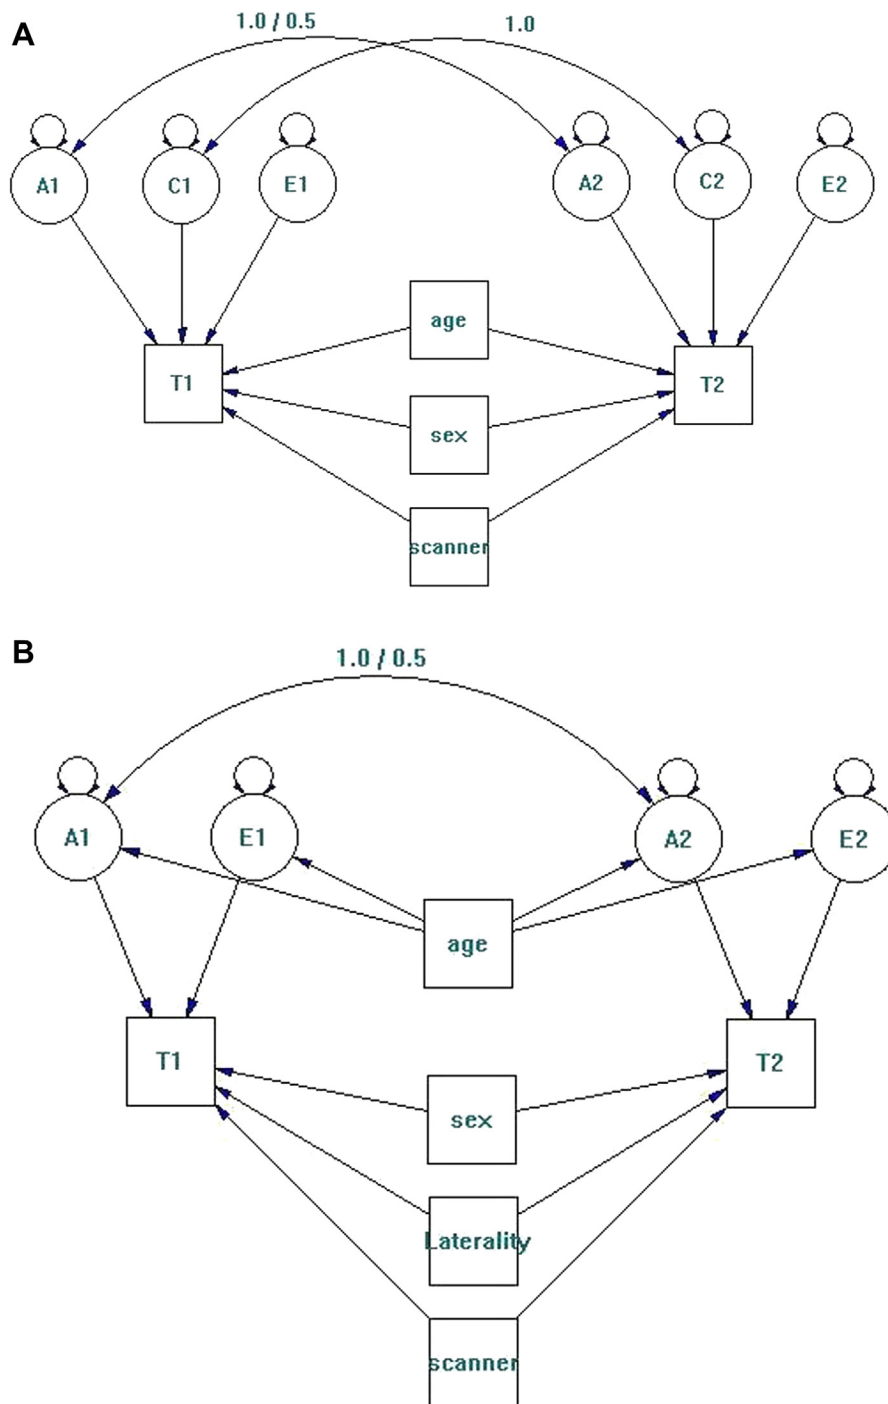 A
1.0 / 0.5
1.0
A1
C1
E1
A2
C2
E2
age
T1
T2
sex
scanner
B
1.0 / 0.5
A1
E1
A2
E2
age
T1
T2
sex
Laterality
scanner